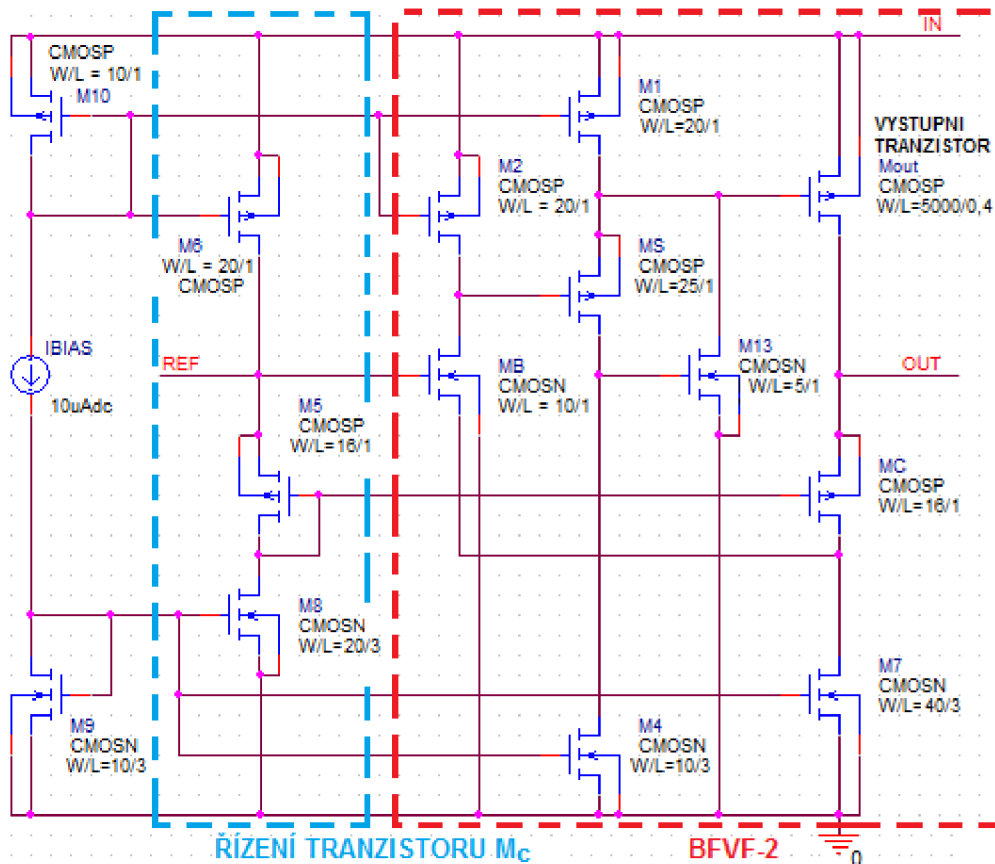 IN
CMOSP
W/L = 10/1
M10
M1
CMOSP
W/L=20/1
VYSTUPNI
TRANZISTOR
Mout
CMOSP
W/L=5000/0,4
M2
CMOSP
W/L = 20/1
M6
W/L = 20/1
CMOSP
MS
CMOSP
W/L=25/1
IBIAS
10uAdc
REF
MB
CMOSN
W/L = 10/1
M13
CMOSN
W/L=5/1
OUT
M5
CMOSP
W/L=16/1
MC
CMOSP
W/L=16/1
M8
CMOSN
W/L=20/3
M7
CMOSN
W/L=40/3
M9
CMOSN
W/L=10/3
M4
CMOSN
W/L=10/3
ŘÍZENÍ TRANZISTORU Mc
BFVF-2
0